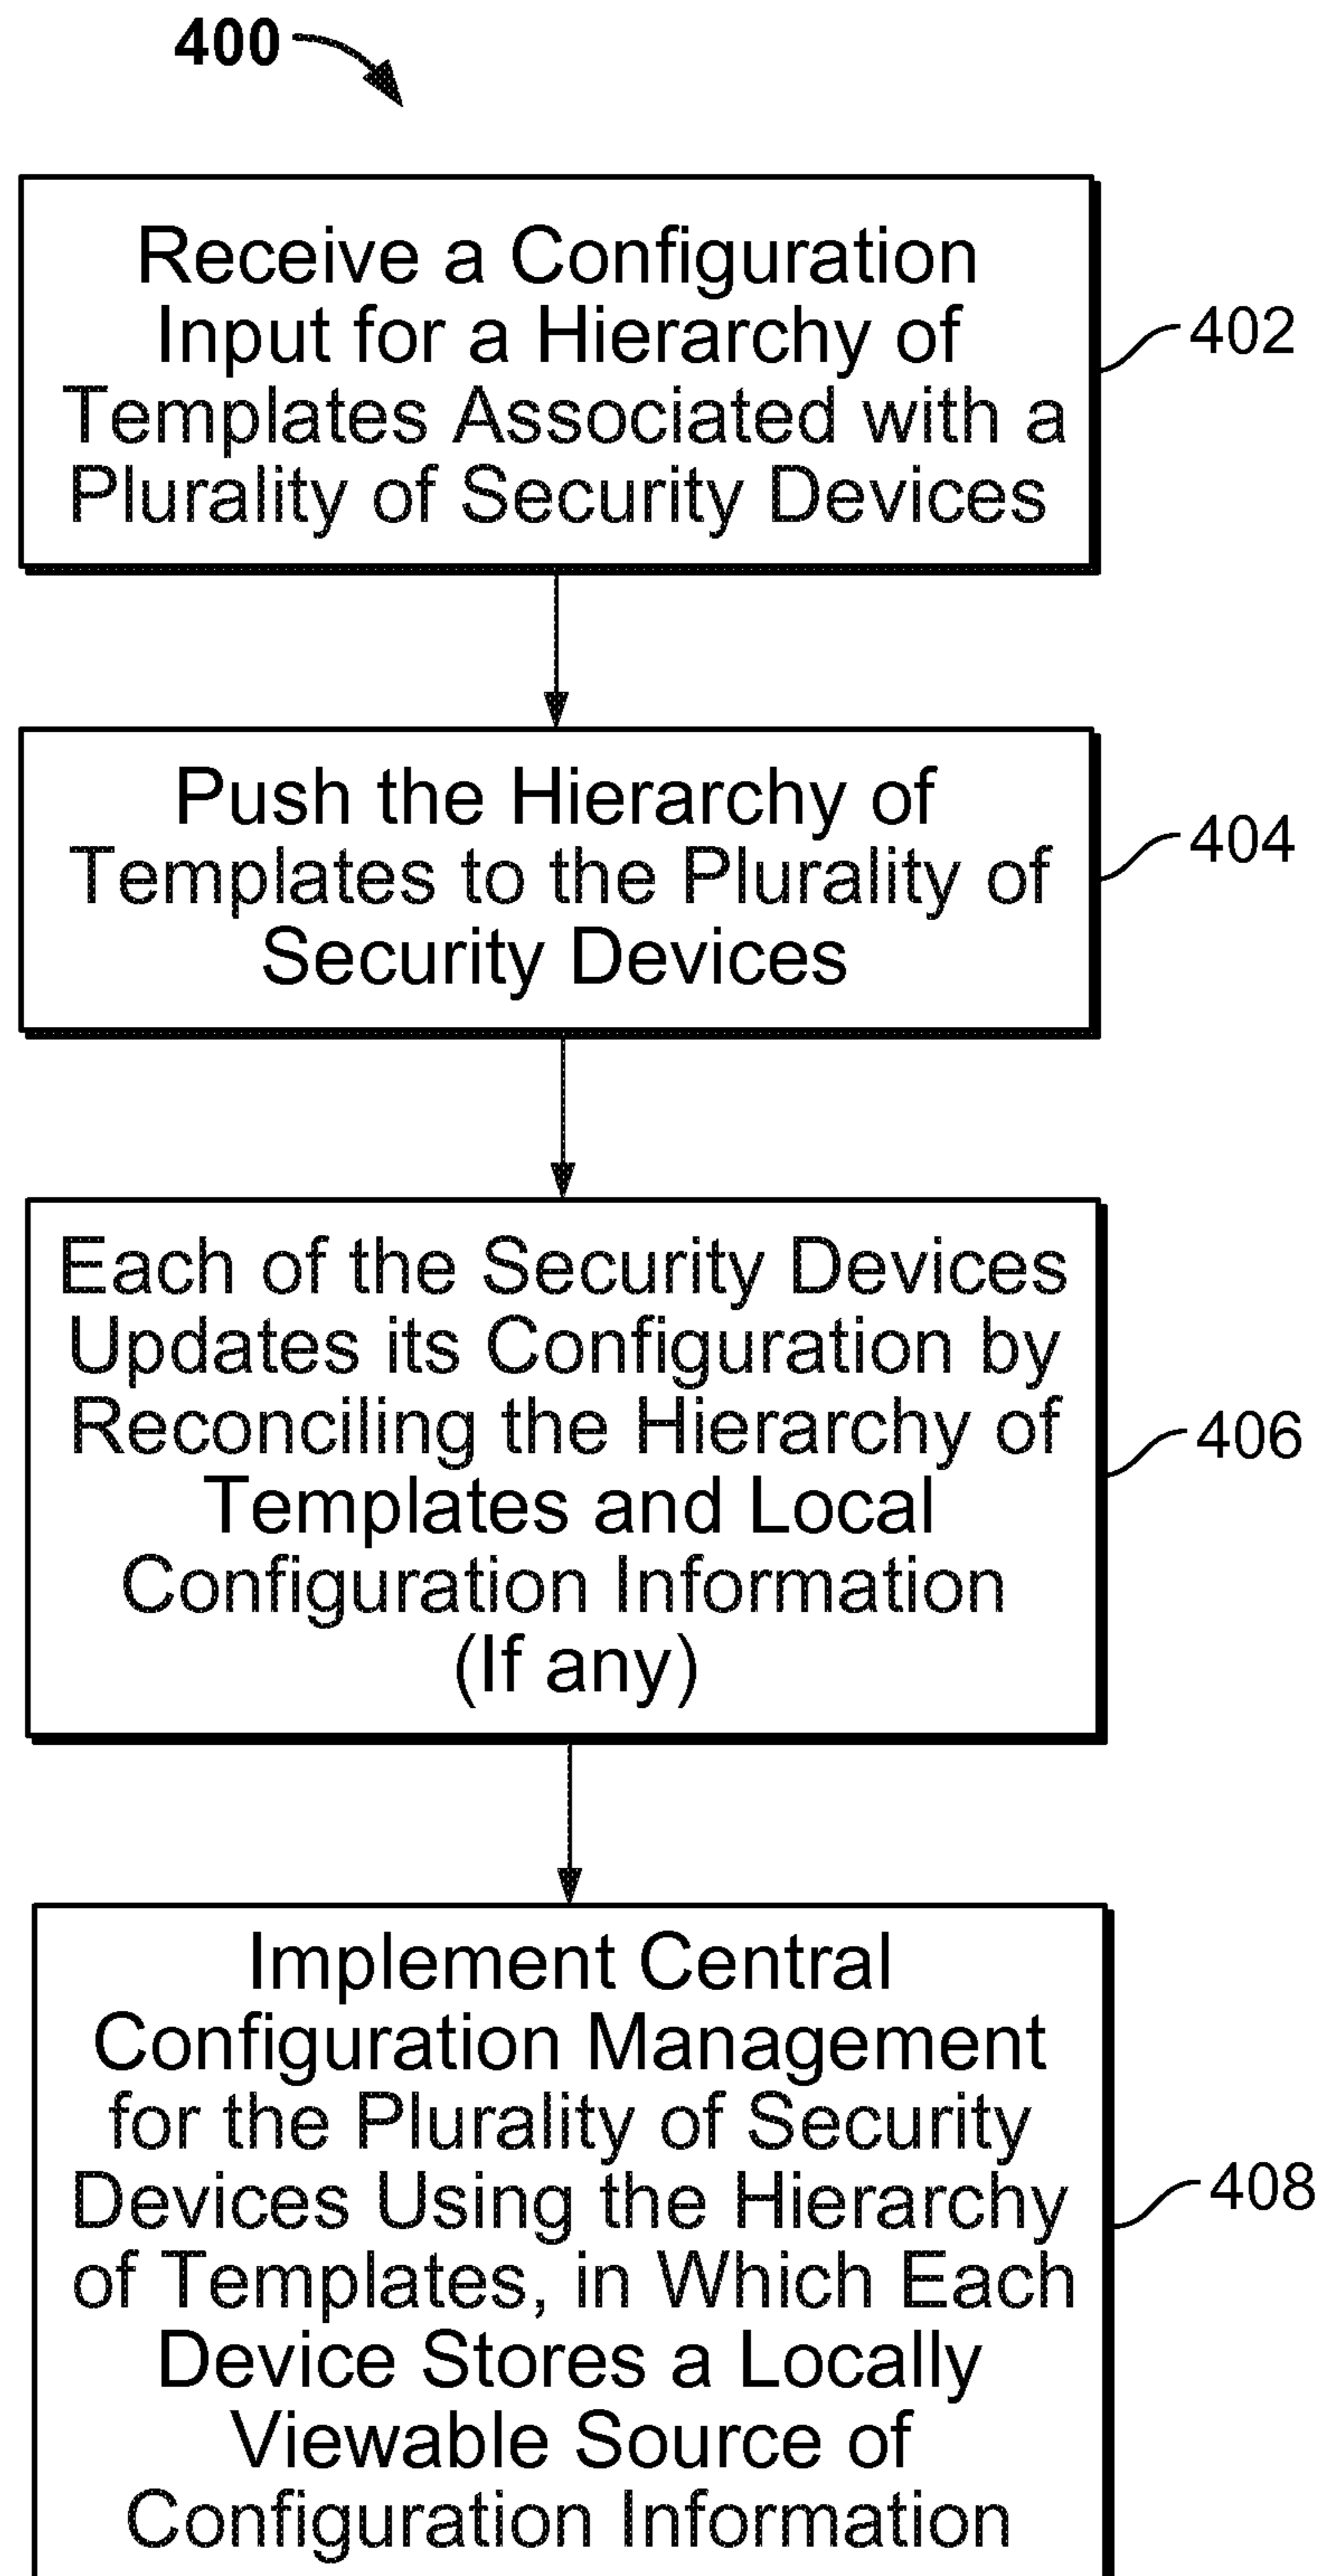 400
Receive a Configuration
Input for a Hierarchy of
Templates Associated with a
Plurality of Security Devices
402
Push the Hierarchy of
Templates to the Plurality of
Security Devices
404
Each of the Security Devices
Updates its Configuration by
Reconciling the Hierarchy of
Templates and Local
Configuration Information
(If any)
406
Implement Central
Configuration Management
for the Plurality of Security
Devices Using the Hierarchy
of Templates, in Which Each
Device Stores a Locally
Viewable Source of
Configuration Information
408